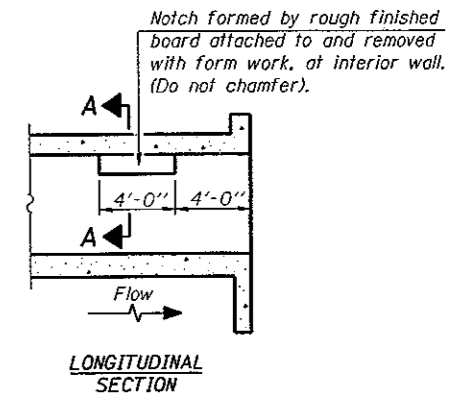 Notch formed by rough finished
board attached to and removed
with form work, at interior wall.
(Do not chamfer).
A
4'-0" 4'-0"
A
Flow
LONGITUDINAL
SECTION